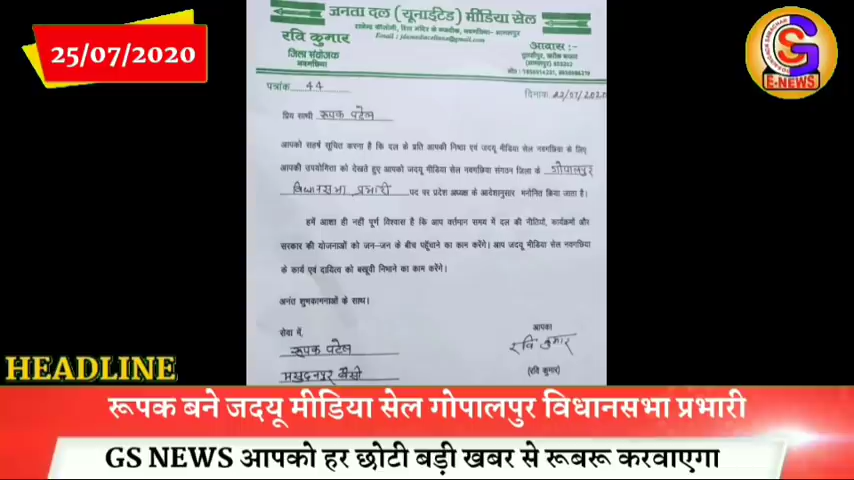 25/07/2020
जनता दल (यूनाईटेड) मीडिया सेल
रवि कुमार
जिला संयोजक
नवगछिया
आवास :-
पत्रांक 44
दिनांक 22/07/2020
प्रिय साथी रूपक पटेल
आपको सहर्ष सूचित करना है कि दल के प्रति आपकी निष्ठा एवं जदयू मीडिया सेल नवगछिया के लिए
आपकी उपयोगिता को देखते हुए आपको जदयू मीडिया सेल नवगछिया संगठन जिला के गोपालपुर
विधानसभा प्रभारी पद पर प्रदेश अध्यक्ष के आदेशानुसार मनोनित किया जाता है।
हमें आशा ही नहीं पूर्ण विश्वास है कि आप वर्तमान समय में दल की नीतियों, कार्यक्रमों और
सरकार की योजनाओं को जन–जन के बीच पहुँचाने का काम करेंगे। आप जदयू मीडिया सेल नवगछिया
के कार्य एवं दायित्व को बखूवी निभाने का काम करेंगे।
अनंत शुभकामनाओं के साथ।
सेवा में,
रूपक पटेल
आपका
रवि कुमार
(रवि कुमार)
GS
E-NEWS
HEADLINE
रूपक बने जदयू मीडिया सेल गोपालपुर विधानसभा प्रभारी
GS NEWS आपको हर छोटी बड़ी खबर से रूबरू करवाएगा